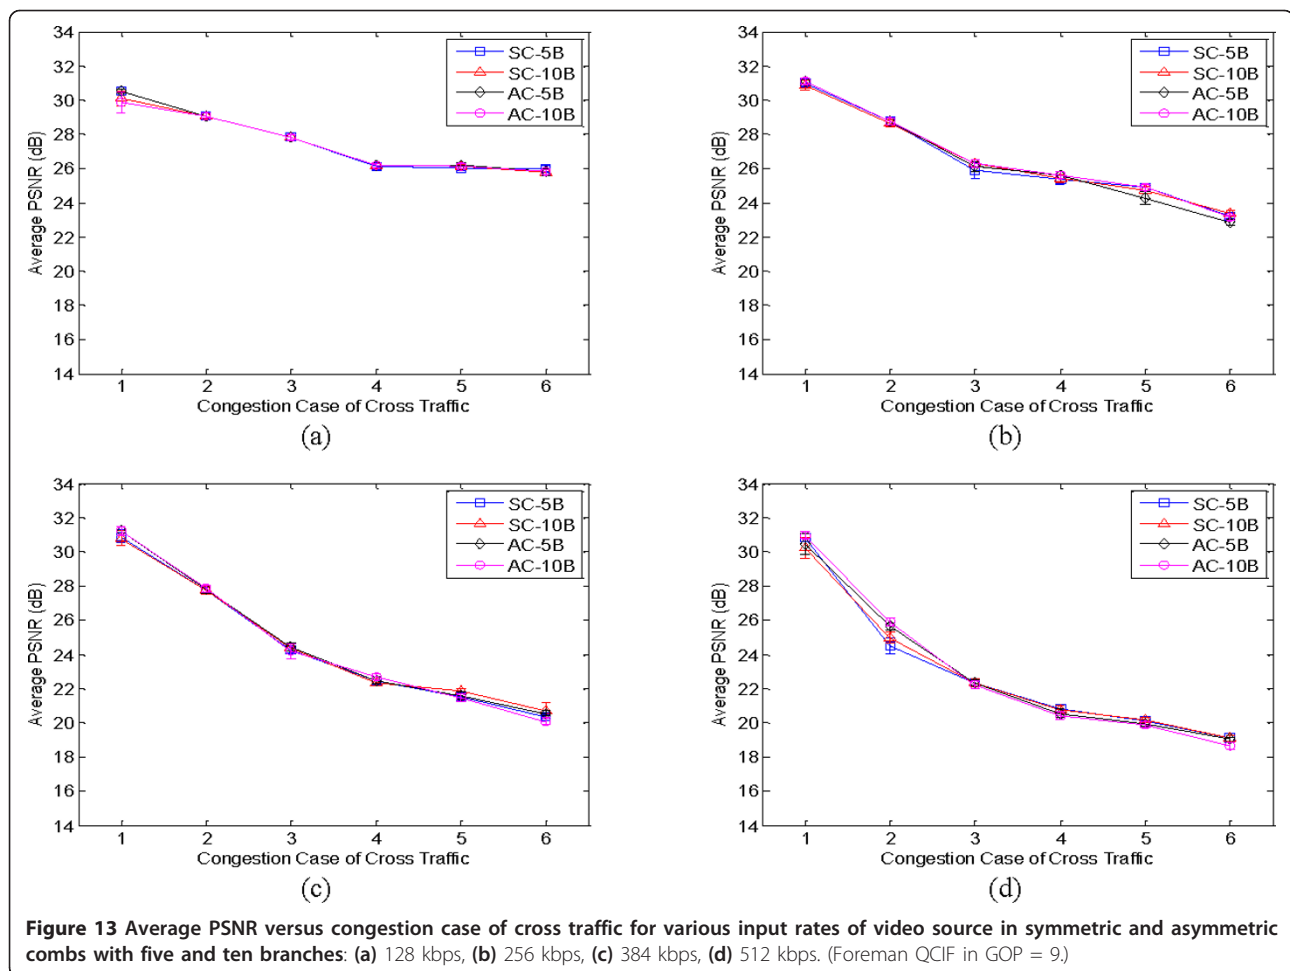 34
32
30
28
26
24
22
20
18
16
14
Average PSNR (dB)
SC-5B
SC-10B
AC-5B
AC-10B
1 2 3 4 5 6
Congestion Case of Cross Traffic
(a)
34
32
30
28
26
24
22
20
18
16
14
Average PSNR (dB)
SC-5B
SC-10B
AC-5B
AC-10B
1 2 3 4 5 6
Congestion Case of Cross Traffic
(b)
34
32
30
28
26
24
22
20
18
16
14
Average PSNR (dB)
SC-5B
SC-10B
AC-5B
AC-10B
1 2 3 4 5 6
Congestion Case of Cross Traffic
(c)
34
32
30
28
26
24
22
20
18
16
14
Average PSNR (dB)
SC-5B
SC-10B
AC-5B
AC-10B
1 2 3 4 5 6
Congestion Case of Cross Traffic
(d)
Figure 13 Average PSNR versus congestion case of cross traffic for various input rates of video source in symmetric and asymmetric
combs with five and ten branches: (a) 128 kbps, (b) 256 kbps, (c) 384 kbps, (d) 512 kbps. (Foreman QCIF in GOP = 9.)